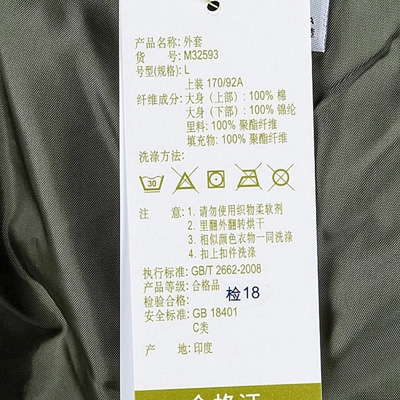 产品名称: 外套
货 号: M32593
号型(规格): L
上装 170/92A
纤维成分: 大身（上部）: 100% 棉
大身（下部）: 100% 锦纶
里料: 100% 聚酯纤维
填充物: 100% 聚酯纤维
洗涤方法:
30
注 意: 1. 请勿使用织物柔软剂
2. 里翻外翻转烘干
3. 相似颜色衣物一同洗涤
4. 扣上扣件洗涤
执行标准: GB/T 2662-2008
产品等级: 合格品
检验合格: 检18
安全标准: GB 18401
C类
产 地: 印度
合格证